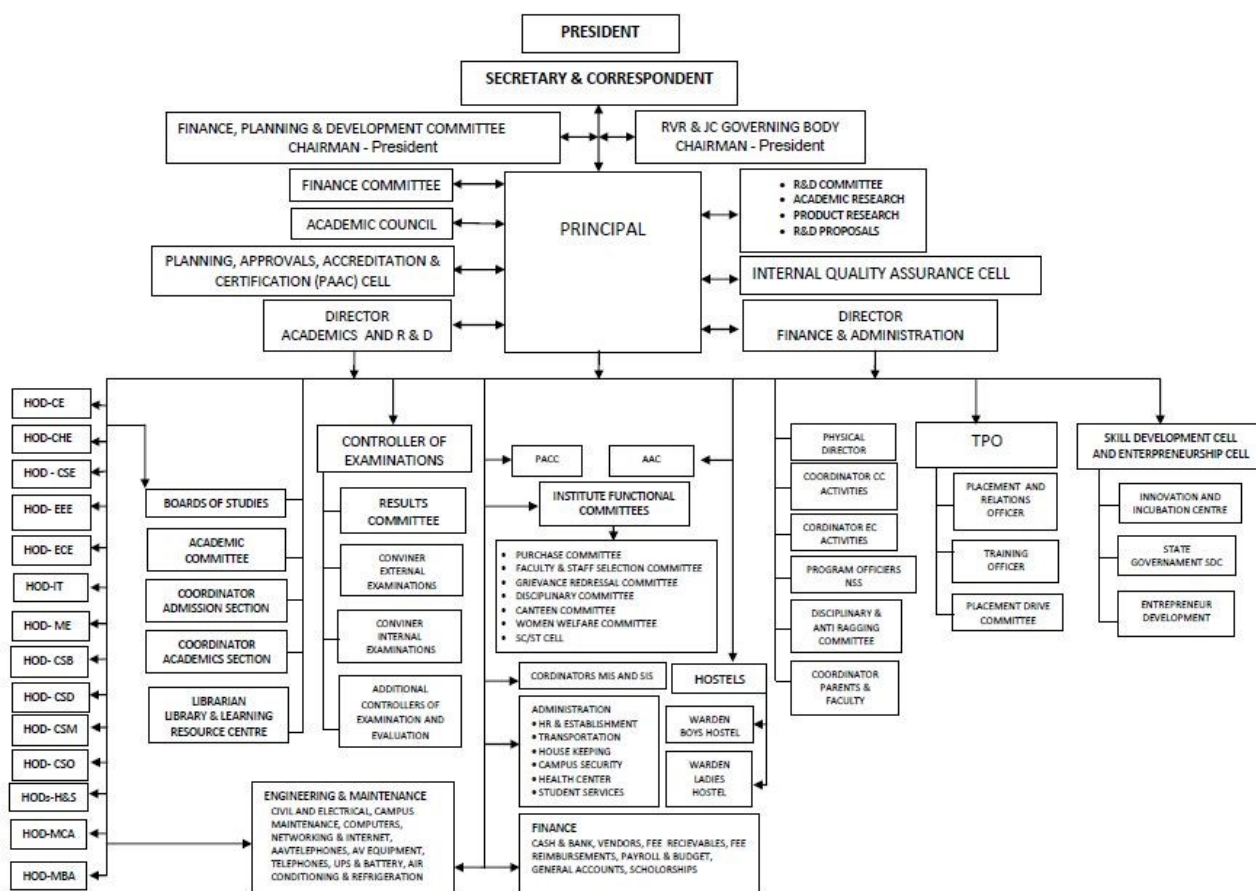 PRESIDENT
SECRETARY & CORRESPONDENT
FINANCE, PLANNING & DEVELOPMENT COMMITTEE
CHAIRMAN - President
RVR & JC GOVERNING BODY
CHAIRMAN - President
FINANCE COMMITTEE
ACADEMIC COUNCIL
PLANNING, APPROVALS, ACCREDITATION &
CERTIFICATION (PAAC) CELL
DIRECTOR
ACADEMICS AND R & D
PRINCIPAL
• R&D COMMITTEE
• ACADEMIC RESEARCH
• PRODUCT RESEARCH
• R&D PROPOSALS
INTERNAL QUALITY ASSURANCE CELL
DIRECTOR
FINANCE & ADMINISTRATION
HOD-CE
HOD-CHE
HOD - CSE
HOD- EEE
HOD- ECE
HOD-IT
HOD- ME
HOD- CSB
HOD- CSD
HOD- CSM
HOD- CSO
HODs-H&S
HOD-MCA
HOD-MBA
BOARDS OF STUDIES
ACADEMIC
COMMITTEE
COORDINATOR
ADMISSION SECTION
COORDINATOR
ACADEMICS SECTION
LIBRARIAN
LIBRARY & LEARNING
RESOURCE CENTRE
CONTROLLER OF
EXAMINATIONS
RESULTS
COMMITTEE
CONVINER
EXTERNAL
EXAMINATIONS
CONVINER
INTERNAL
EXAMINATIONS
ADDITIONAL
CONTROLLERS OF
EXAMINATION AND
EVALUATION
ENGINEERING & MAINTENANCE
CIVIL AND ELECTRICAL, CAMPUS
MAINTENANCE, COMPUTERS,
NETWORKING & INTERNET,
AAVTELEPHONES, AV EQUIPMENT,
TELEPHONES, UPS & BATTERY, AIR
CONDITIONING & REFRIGERATION
PACC
AAC
INSTITUTE FUNCTIONAL
COMMITTEES
• PURCHASE COMMITTEE
• FACULTY & STAFF SELECTION COMMITTEE
• GRIEVANCE REDRESSAL COMMITTEE
• DISCIPLINARY COMMITTEE
• CANTEEN COMMITTEE
• WOMEN WELFARE COMMITTEE
• SC/ST CELL
CORDINATORS MIS AND SIS
ADMINISTRATION
• HR & ESTABLISHMENT
• TRANSPORTATION
• HOUSE KEEPING
• CAMPUS SECURITY
• HEALTH CENTER
• STUDENT SERVICES
HOSTELS
WARDEN
BOYS HOSTEL
WARDEN
LADIES
HOSTEL
FINANCE
CASH & BANK, VENDORS, FEE RECIEVABLES, FEE
REIMBURSEMENTS, PAYROLL & BUDGET,
GENERAL ACCOUNTS, SCHOLORSHIPS
PHYSICAL
DIRECTOR
COORDINATOR CC
ACTIVITIES
CORDINATOR EC
ACTIVITIES
PROGRAM OFFICIERS
NSS
DISCIPLINARY &
ANTI RAGGING
COMMITTEE
COORDINATOR
PARENTS &
FACULTY
TPO
PLACEMENT AND
RELATIONS
OFFICER
TRAINING
OFFICER
PLACEMENT DRIVE
COMMITTEE
SKILL DEVELOPMENT CELL
AND ENTERPRENEURSHIP CELL
INNOVATION AND
INCUBATION CENTRE
STATE
GOVERNAMENT SDC
ENTREPRENEUR
DEVELOPMENT